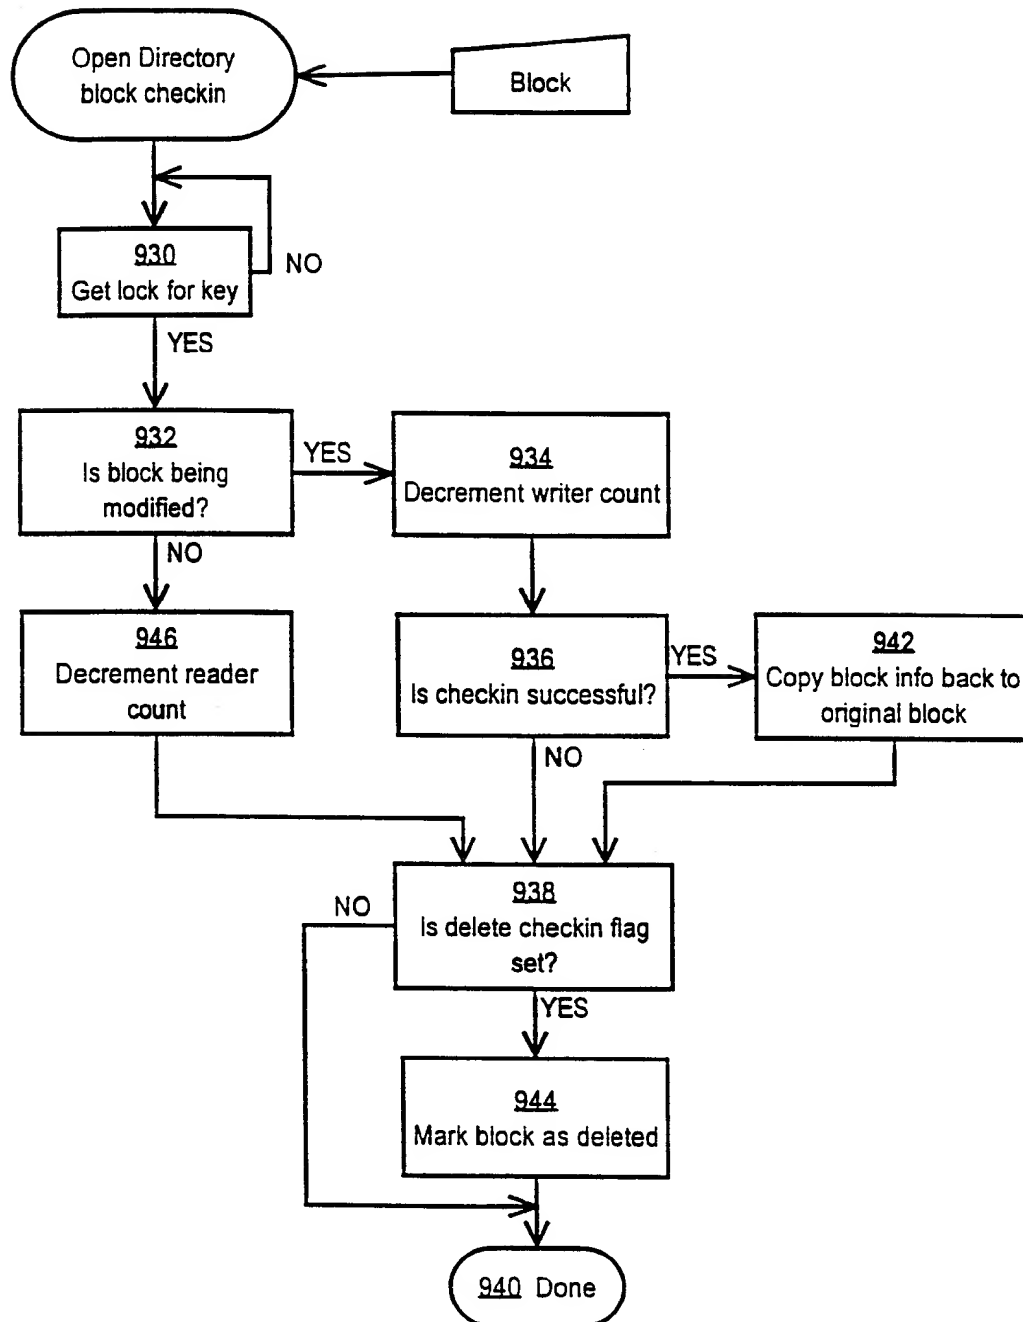 Open Directory
block checkin
Block
930
Get lock for key
NO
YES
932
Is block being
modified?
YES
934
Decrement writer count
NO
946
Decrement reader
count
936
Is checkin successful?
YES
942
Copy block info back to
original block
NO
938
Is delete checkin flag
set?
NO
YES
944
Mark block as deleted
940 Done